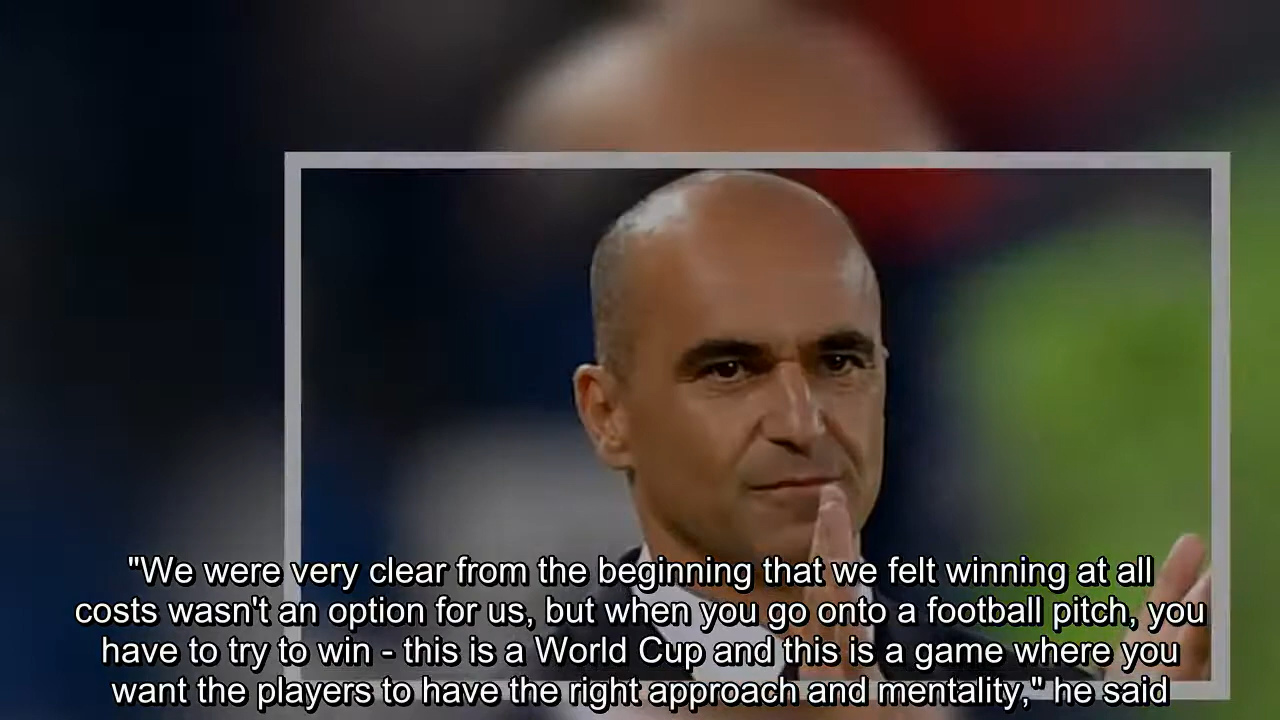 "We were very clear from the beginning that we felt winning at all
costs wasn't an option for us, but when you go onto a football pitch, you
have to try to win - this is a World Cup and this is a game where you
want the players to have the right approach and mentality," he said